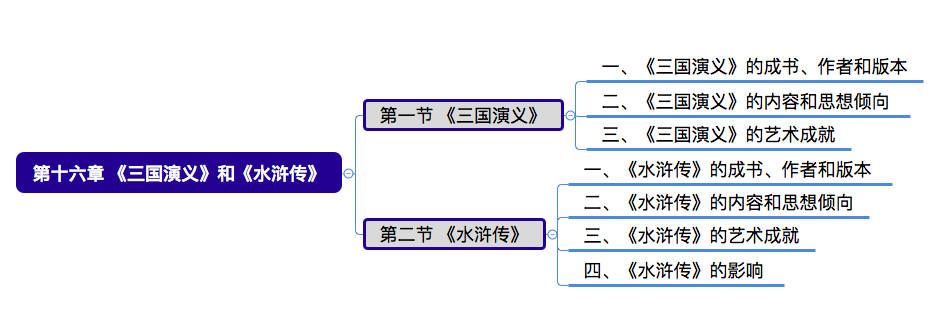 第十六章 《三国演义》和《水浒传》
第一节 《三国演义》
一、《三国演义》的成书、作者和版本
二、《三国演义》的内容和思想倾向
三、《三国演义》的艺术成就
第二节 《水浒传》
一、《水浒传》的成书、作者和版本
二、《水浒传》的内容和思想倾向
三、《水浒传》的艺术成就
四、《水浒传》的影响